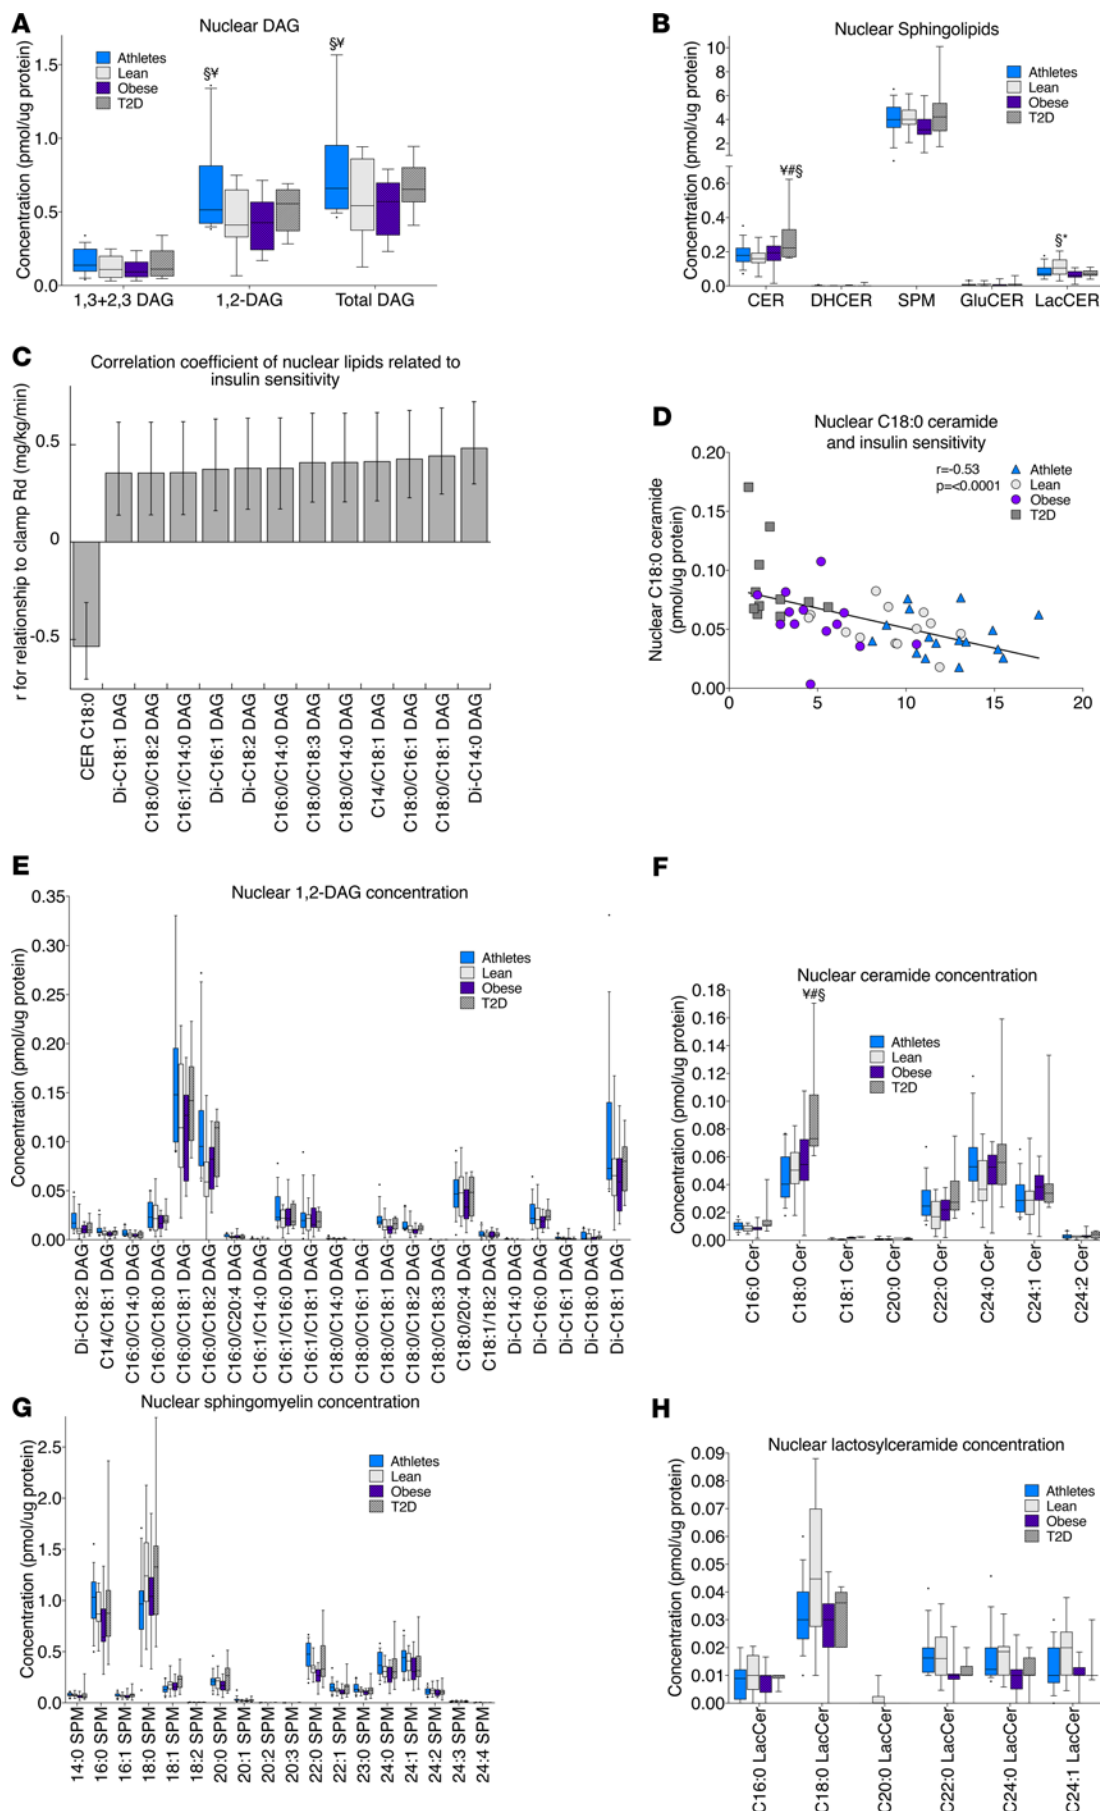 A
Nuclear DAG
Concentration (pmol/ug protein)
1.5
1.0
0.5
0.0
Athletes
Lean
Obese
T2D
§¥
§¥
1,3+2,3 DAG
1,2-DAG
Total DAG
B
Nuclear Sphingolipids
Concentration (pmol/ug protein)
10
8
6
4
2
0.6
0.4
0.2
0.0
Athletes
Lean
Obese
T2D
¥#§
§*
CER
DHCER
SPM
GluCER
LacCER
C
Correlation coefficient of nuclear lipids related to
insulin sensitivity
r for relationship to clamp Rd (mg/kg/min)
0.5
0
-0.5
CER C18:0
Di-C18:1 DAG
C18:0/C18:2 DAG
C16:1/C14:0 DAG
Di-C16:1 DAG
Di-C18:2 DAG
C16:0/C14:0 DAG
C18:0/C18:3 DAG
C18:0/C14:0 DAG
C14/C18:1 DAG
C18:0/C16:1 DAG
C18:0/C18:1 DAG
Di-C14:0 DAG
D
Nuclear C18:0 ceramide
and insulin sensitivity
Nuclear C18:0 ceramide
(pmol/ug protein)
0.20
0.15
0.10
0.05
0.00
r=-0.53
p=<0.0001
Athlete
Lean
Obese
T2D
0
5
10
15
20
E
Nuclear 1,2-DAG concentration
Concentration (pmol/ug protein)
0.35
0.30
0.25
0.20
0.15
0.10
0.05
0.00
Athletes
Lean
Obese
T2D
Di-C18:2 DAG
C14/C18:1 DAG
C16:0/C14:0 DAG
C16:0/C18:0 DAG
C16:0/C18:1 DAG
C16:0/C18:2 DAG
C16:0/C20:4 DAG
C16:1/C14:0 DAG
C16:1/C16:0 DAG
C16:1/C18:1 DAG
C18:0/C14:0 DAG
C18:0/C16:1 DAG
C18:0/C18:1 DAG
C18:0/C18:2 DAG
C18:0/C18:3 DAG
C18:0/20:4 DAG
C18:1/18:2 DAG
Di-C14:0 DAG
Di-C16:0 DAG
Di-C16:1 DAG
Di-C18:0 DAG
Di-C18:1 DAG
F
Nuclear ceramide concentration
Concentration (pmol/ug protein)
0.18
0.16
0.14
0.12
0.10
0.08
0.06
0.04
0.02
0.00
¥#§
Athletes
Lean
Obese
T2D
C16:0 Cer
C18:0 Cer
C18:1 Cer
C20:0 Cer
C22:0 Cer
C24:0 Cer
C24:1 Cer
C24:2 Cer
G
Nuclear sphingomyelin concentration
Concentration (pmol/ug protein)
2.5
2.0
1.5
1.0
0.5
0.0
Athletes
Lean
Obese
T2D
14:0 SPM
16:0 SPM
16:1 SPM
18:0 SPM
18:1 SPM
18:2 SPM
20:0 SPM
20:1 SPM
20:2 SPM
20:3 SPM
22:0 SPM
22:1 SPM
23:0 SPM
24:0 SPM
24:1 SPM
24:2 SPM
24:3 SPM
24:4 SPM
H
Nuclear lactosylceramide concentration
Concentration (pmol/ug protein)
0.09
0.08
0.07
0.06
0.05
0.04
0.03
0.02
0.01
0.00
Athletes
Lean
Obese
T2D
C16:0 LacCer
C18:0 LacCer
C20:0 LacCer
C22:0 LacCer
C24:0 LacCer
C24:1 LacCer